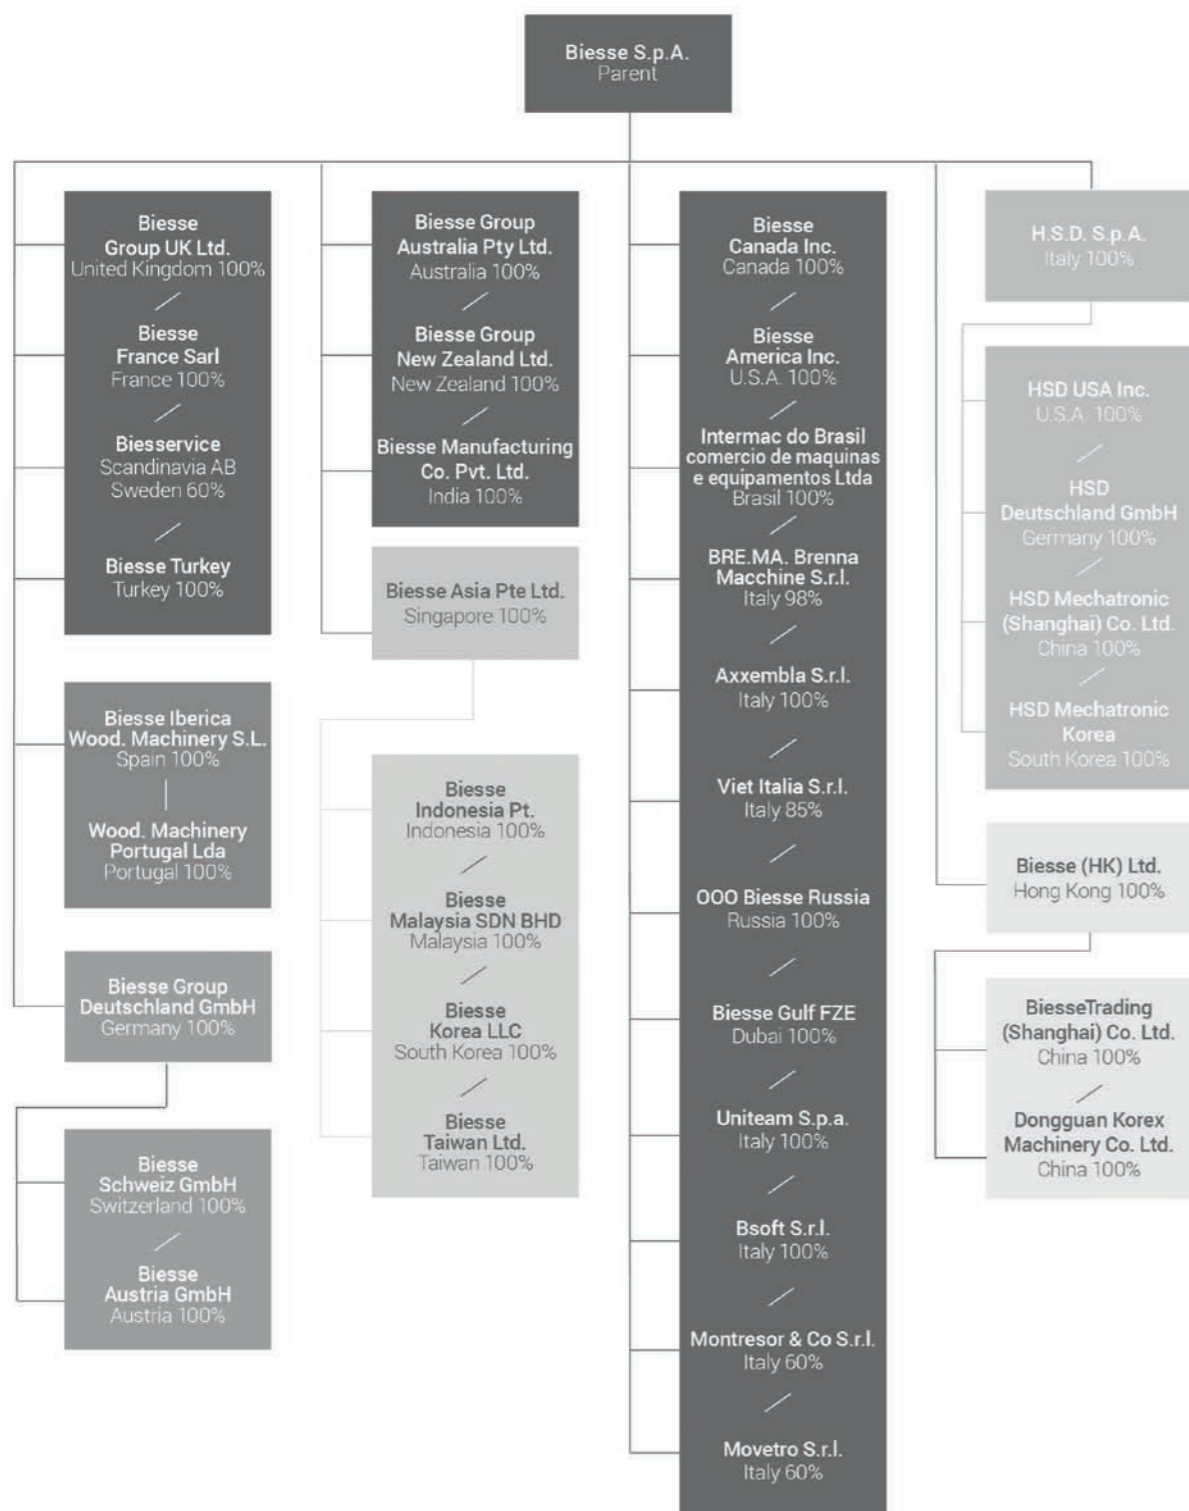 Biesse S.p.A.
Parent
Biesse
Group UK Ltd.
United Kingdom 100%
Biesse
France Sarl
France 100%
Biesservice
Scandinavia AB
Sweden 60%
Biesse Turkey
Turkey 100%
Biesse Iberica
Wood. Machinery S.L.
Spain 100%
Wood. Machinery
Portugal Lda
Portugal 100%
Biesse Group
Deutschland GmbH
Germany 100%
Biesse
Schweiz GmbH
Switzerland 100%
Biesse
Austria GmbH
Austria 100%
Biesse Group
Australia Pty Ltd.
Australia 100%
Biesse Group
New Zealand Ltd.
New Zealand 100%
Biesse Manufacturing
Co. Pvt. Ltd.
India 100%
Biesse Asia Pte Ltd.
Singapore 100%
Biesse
Indonesia Pt.
Indonesia 100%
Biesse
Malaysia SDN BHD
Malaysia 100%
Biesse
Korea LLC
South Korea 100%
Biesse
Taiwan Ltd.
Taiwan 100%
Biesse
Canada Inc.
Canada 100%
Biesse
America Inc.
U.S.A. 100%
Intermac do Brasil
comercio de maquinas
e equipamentos Ltda
Brasil 100%
BRE.MA. Brenna
Macchine S.r.l.
Italy 98%
Axxembla S.r.l.
Italy 100%
Viet Italia S.r.l.
Italy 85%
OOO Biesse Russia
Russia 100%
Biesse Gulf FZE
Dubai 100%
Uniteam S.p.a.
Italy 100%
Bsoft S.r.l.
Italy 100%
Montresor & Co S.r.l.
Italy 60%
Movetro S.r.l.
Italy 60%
H.S.D. S.p.A.
Italy 100%
HSD USA Inc.
U.S.A. 100%
HSD
Deutschland GmbH
Germany 100%
HSD Mechatronic
(Shanghai) Co. Ltd.
China 100%
HSD Mechatronic
Korea
South Korea 100%
Biesse (HK) Ltd.
Hong Kong 100%
BiesseTrading
(Shanghai) Co. Ltd.
China 100%
Dongguan Korex
Machinery Co. Ltd.
China 100%